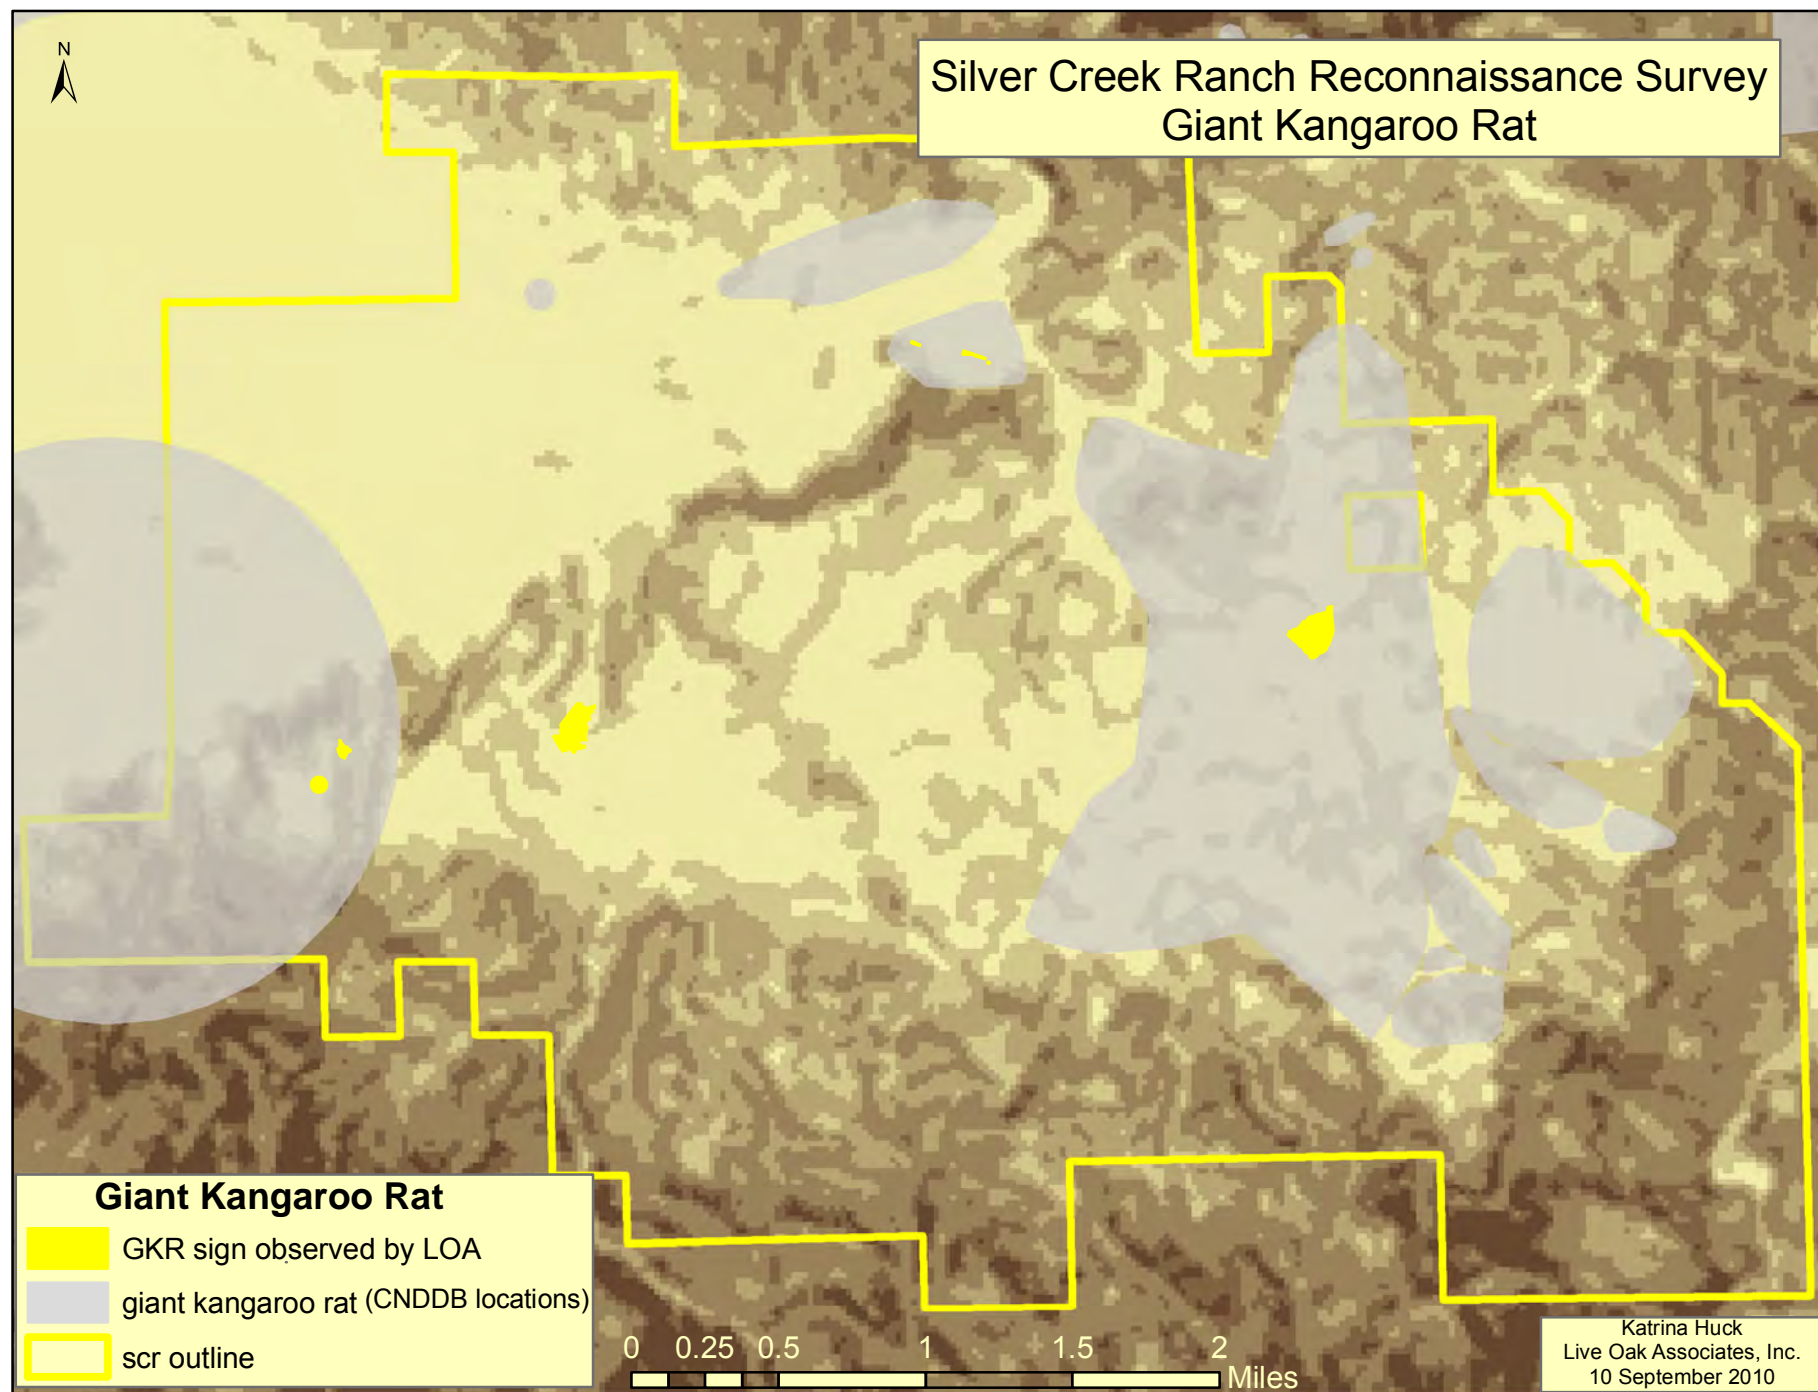 N
Silver Creek Ranch Reconnaissance Survey
Giant Kangaroo Rat
Giant Kangaroo Rat
GKR sign observed by LOA
giant kangaroo rat (CNDDB locations)
scr outline
0 0.25 0.5 1 1.5 2
Miles
Katrina Huck
Live Oak Associates, Inc.
10 September 2010